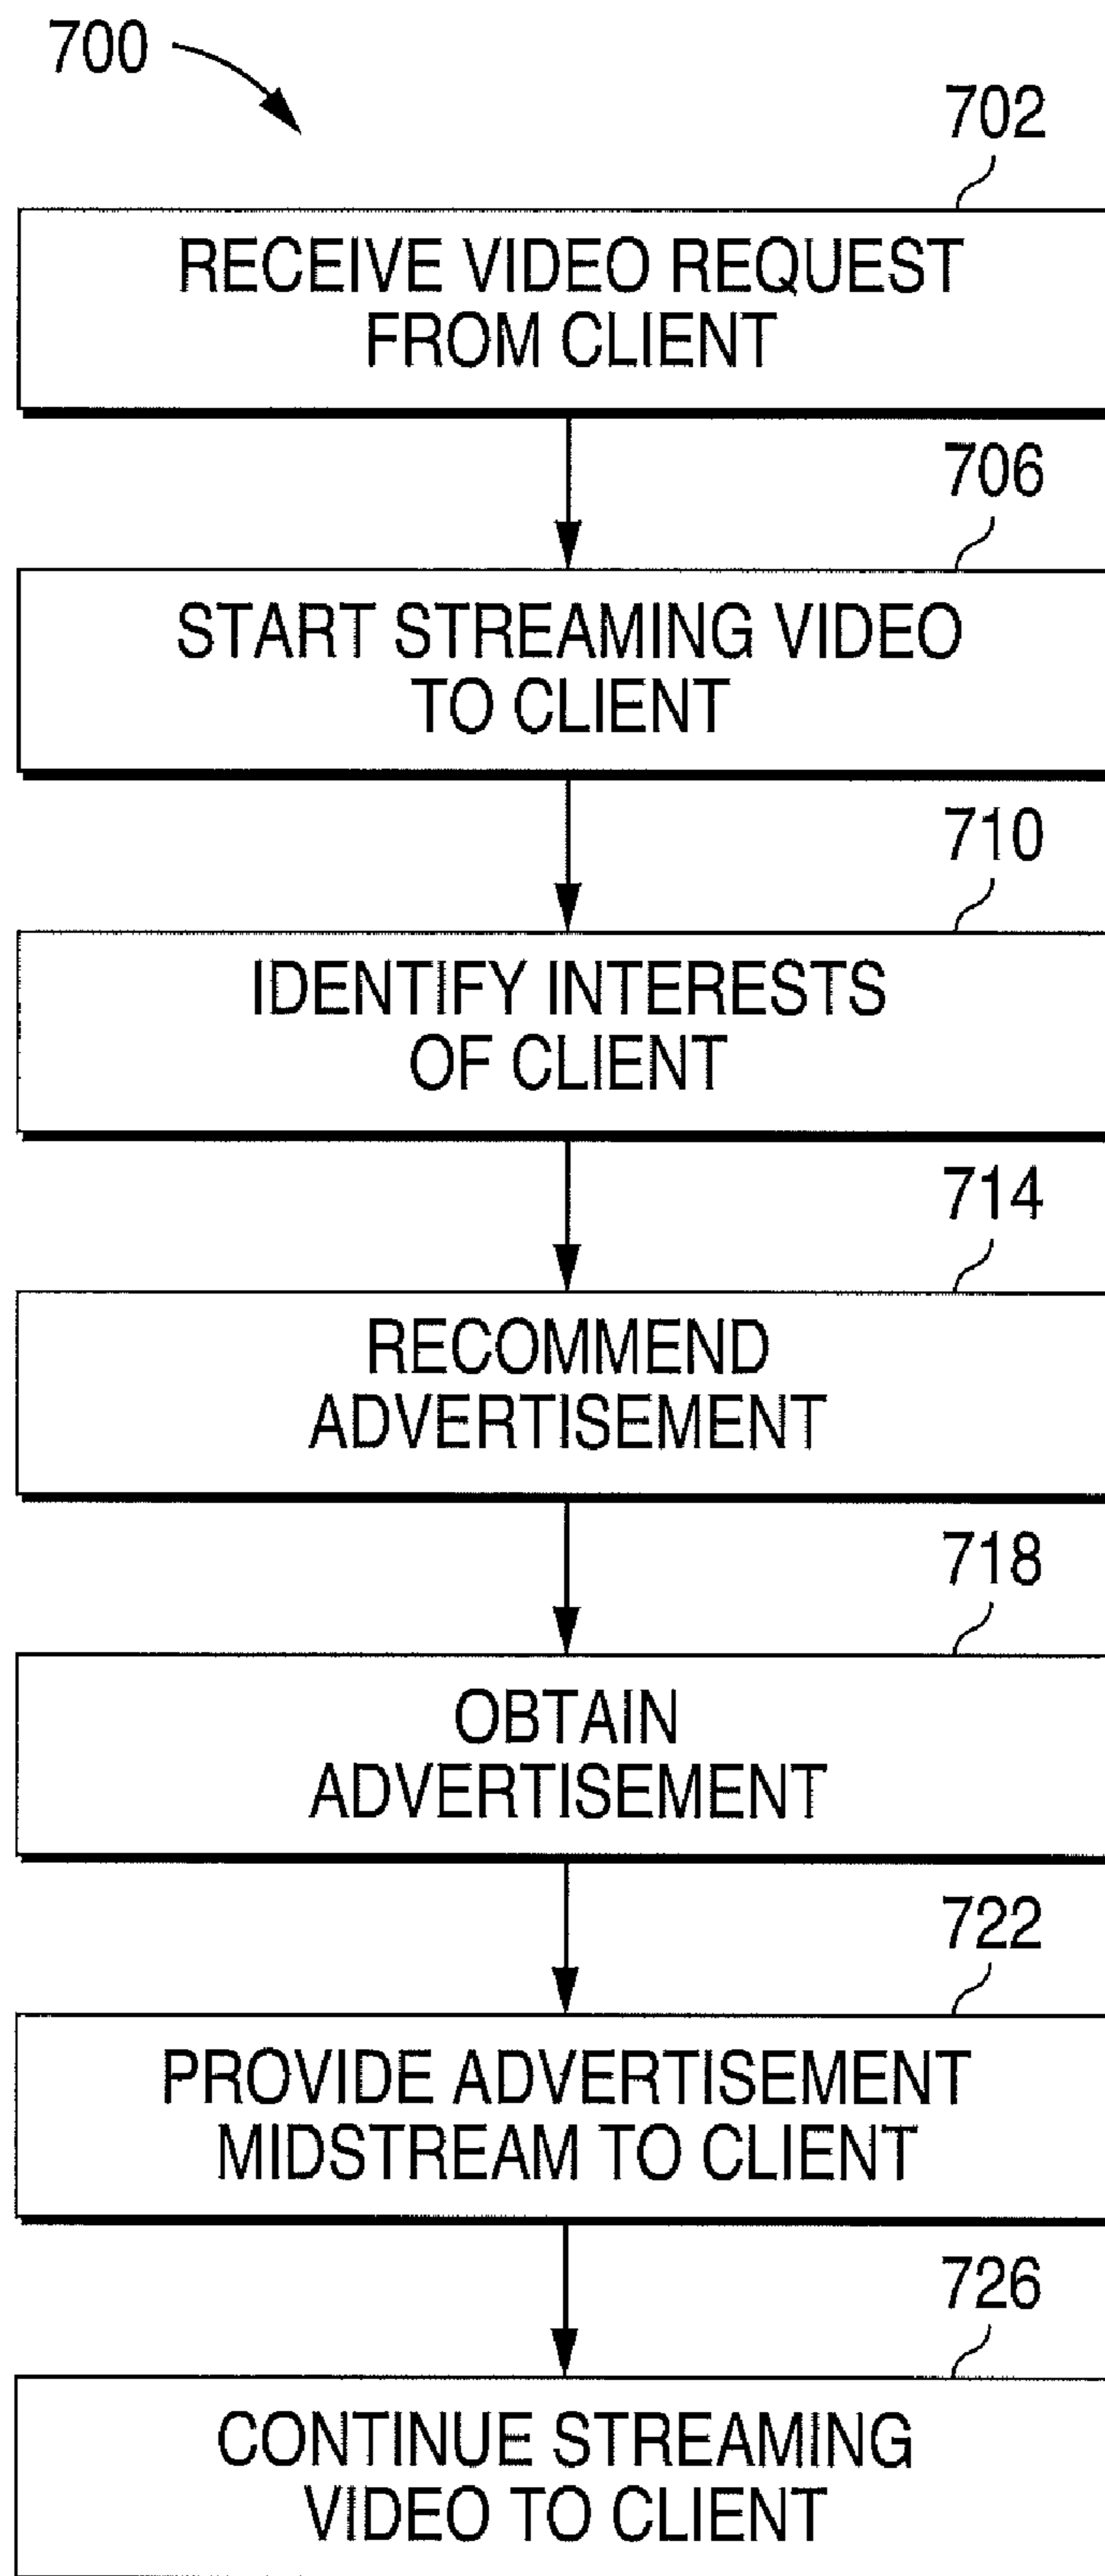 700
702
RECEIVE VIDEO REQUEST
FROM CLIENT
706
START STREAMING VIDEO
TO CLIENT
710
IDENTIFY INTERESTS
OF CLIENT
714
RECOMMEND
ADVERTISEMENT
718
OBTAIN
ADVERTISEMENT
722
PROVIDE ADVERTISEMENT
MIDSTREAM TO CLIENT
726
CONTINUE STREAMING
VIDEO TO CLIENT